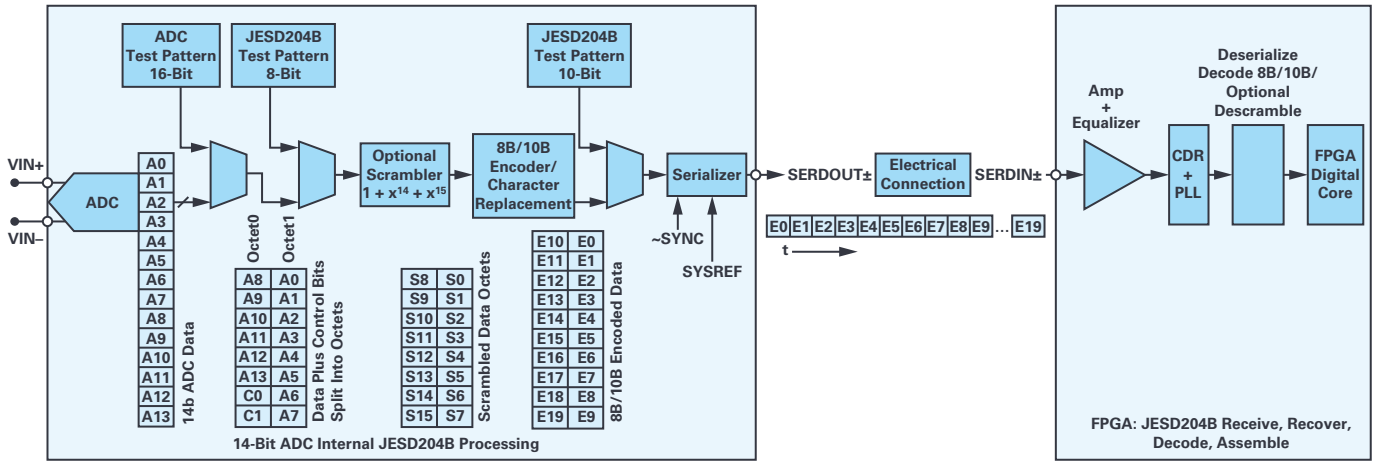 ADC
Test Pattern
16-Bit
JESD204B
Test Pattern
8-Bit
JESD204B
Test Pattern
10-Bit
VIN+
VIN–
ADC
A0
A1
A2
A3
A4
A5
A6
A7
A8
A9
A10
A11
A12
A13
14b ADC Data
Octet0
Octet1
A8 A0
A9 A1
A10 A2
A11 A3
A12 A4
A13 A5
C0 A6
C1 A7
Data Plus Control Bits
Split Into Octets
Optional
Scrambler
1 + x¹⁴ + x¹⁵
S8 S0
S9 S1
S10 S2
S11 S3
S12 S4
S13 S5
S14 S6
S15 S7
Scrambled Data Octets
8B/10B
Encoder/
Character
Replacement
E10 E0
E11 E1
E12 E2
E13 E3
E14 E4
E15 E5
E16 E6
E17 E7
E18 E8
E19 E9
8B/10B Encoded Data
Serializer
~SYNC
SYSREF
14-Bit ADC Internal JESD204B Processing
SERDOUT±
Electrical
Connection
SERDIN±
E0 E1 E2 E3 E4 E5 E6 E7 E8 E9 ... E19
t
Amp
+
Equalizer
CDR
+
PLL
Deserialize
Decode 8B/10B/
Optional
Descramble
FPGA
Digital
Core
FPGA: JESD204B Receive, Recover,
Decode, Assemble